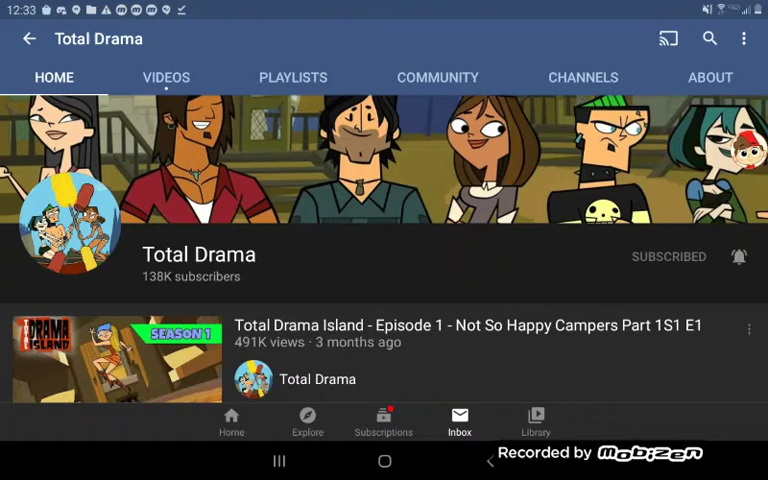 12:33
Total Drama
HOME VIDEOS PLAYLISTS COMMUNITY CHANNELS ABOUT
Total Drama
138K subscribers
SUBSCRIBED
TOTAL
DRAMA
ISLAND
SEASON 1
Total Drama Island - Episode 1 - Not So Happy Campers Part 1S1 E1
491K views · 3 months ago
Total Drama
Home Explore Subscriptions Inbox Library
Recorded by Mobizen